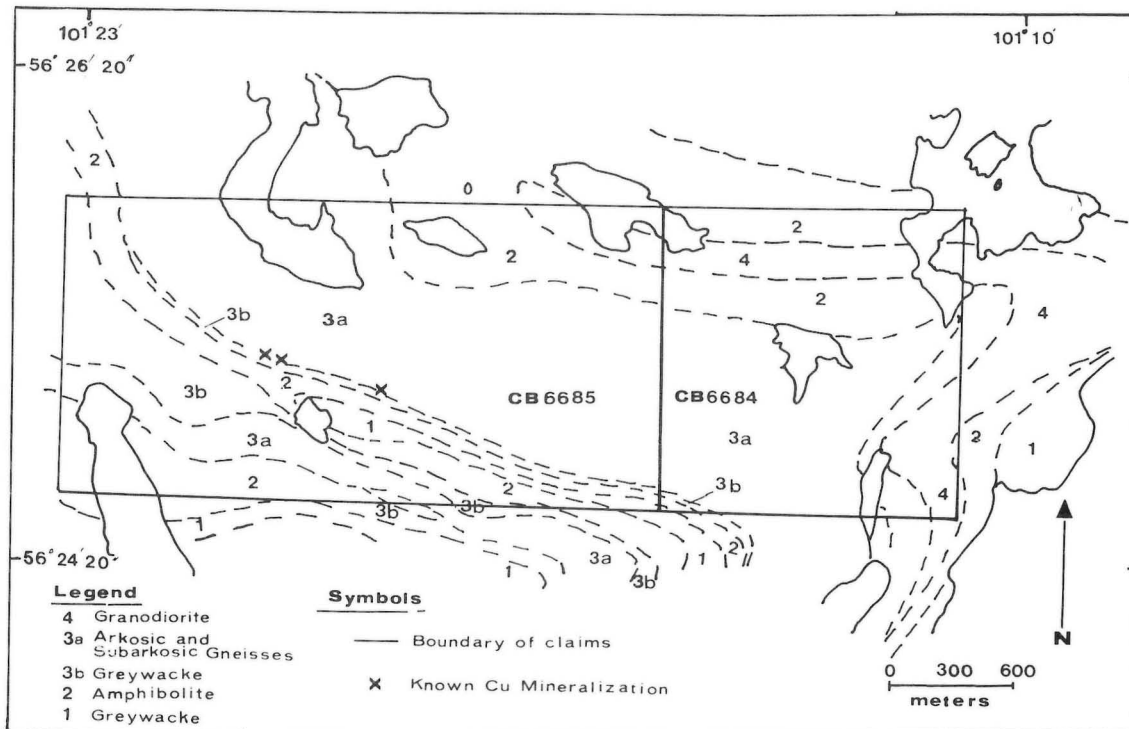 101° 23′
101° 10′
56° 26′ 20″
2
0
2
4
2
2
4
3b
3a
3b
2
CB6685
CB6684
1
3a
3a
2
1
2
2
3b
4
3b
3b
1
3a
1
2
1
3b
56° 24′ 20″
Legend
4 Granodiorite
3a Arkosic and
Subarkosic Gneisses
3b Greywacke
2 Amphibolite
1 Greywacke
Symbols
Boundary of claims
x Known Cu Mineralization
N
0 300 600
meters